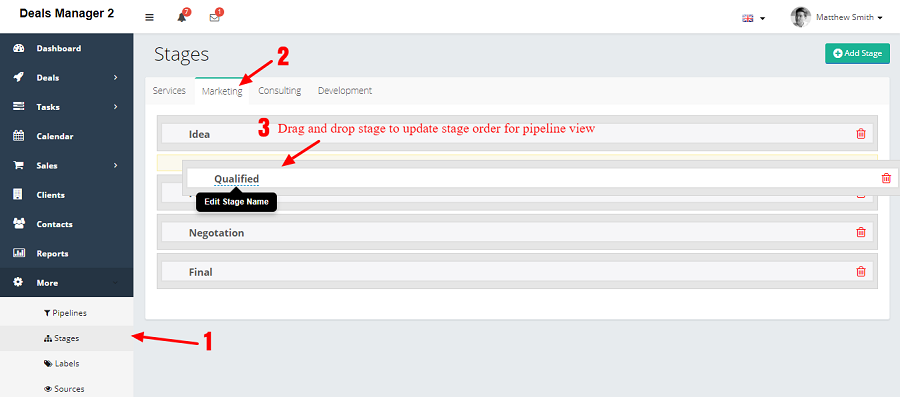 Deals Manager 2
7
1
Matthew Smith
Dashboard
Deals
Tasks
Calendar
Sales
Clients
Contacts
Reports
More
Pipelines
Stages
Labels
Sources
Stages
Add Stage
2
Services
Marketing
Consulting
Development
Idea
3 Drag and drop stage to update stage order for pipeline view
Qualified
Edit Stage Name
Negotation
Final
1